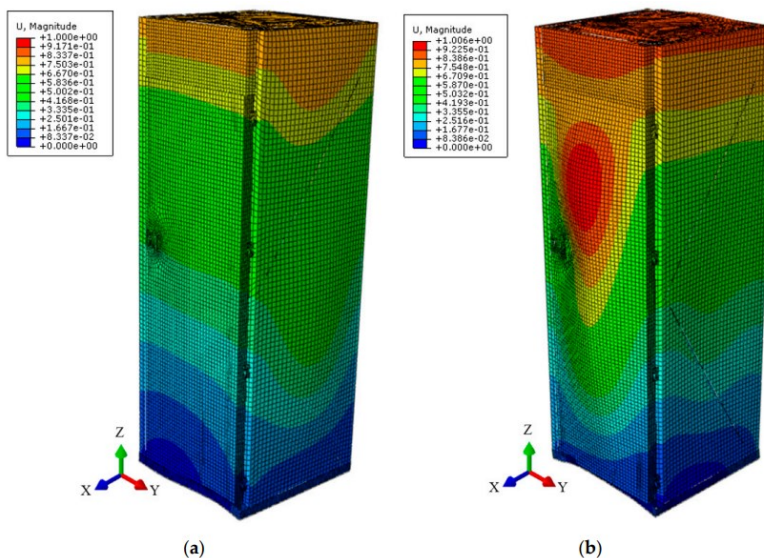 U, Magnitude
+1.000e+00
+9.171e-01
+8.337e-01
+7.503e-01
+6.670e-01
+5.836e-01
+5.002e-01
+4.168e-01
+3.335e-01
+2.501e-01
+1.667e-01
+8.337e-02
+0.000e+00
Z
X
Y
(a)
U, Magnitude
+1.006e+00
+9.225e-01
+8.386e-01
+7.548e-01
+6.709e-01
+5.870e-01
+5.032e-01
+4.193e-01
+3.355e-01
+2.516e-01
+1.677e-01
+8.386e-02
+0.000e+00
Z
X
Y
(b)